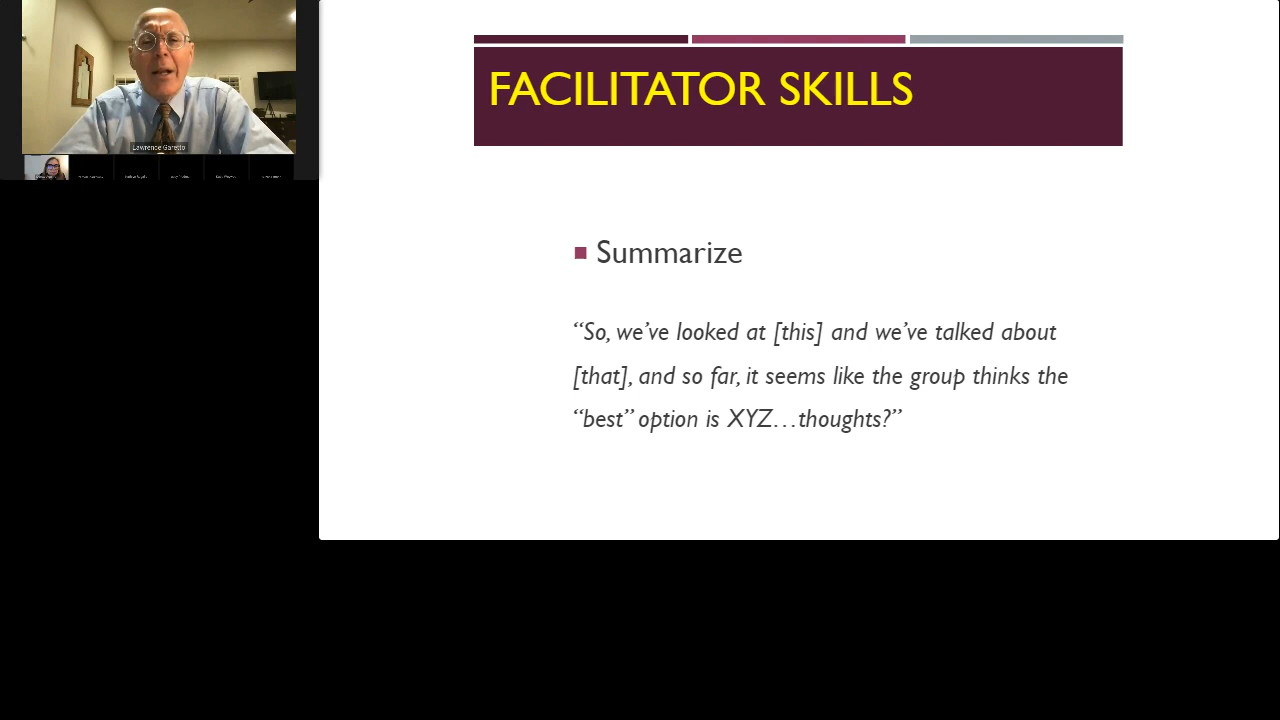 Lawrence Garetto
FACILITATOR SKILLS
Summarize
“So, we’ve looked at [this] and we’ve talked about
[that], and so far, it seems like the group thinks the
“best” option is XYZ…thoughts?”